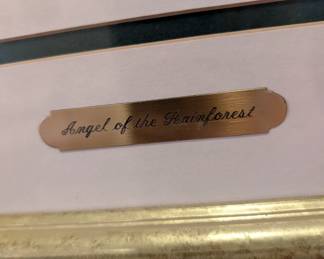 Angel of the Rainforest